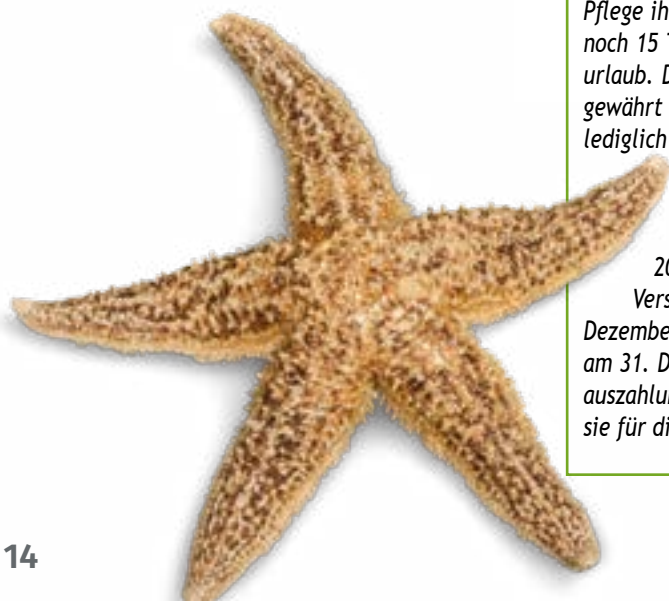 Pflege ih
noch 15
urlaub. D
gewährt
lediglich
20
Vers
Dezembe
am 31. D
auszahlu
sie für di
14